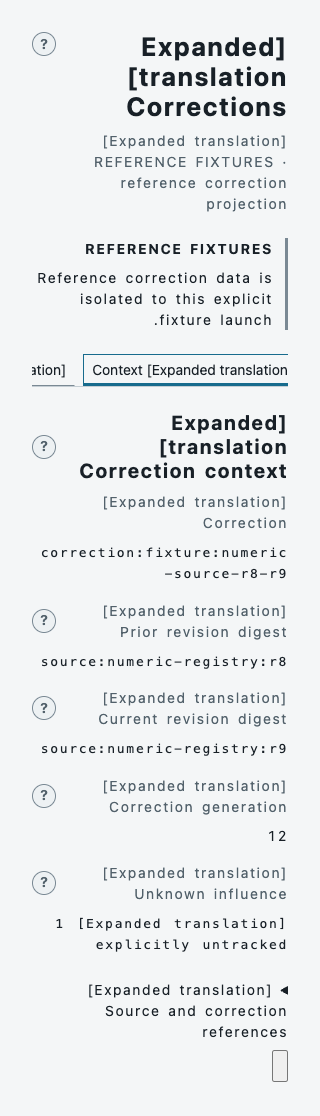 ?
Expanded]
[translation
Corrections
[Expanded translation]
REFERENCE FIXTURES ·
reference correction
projection
REFERENCE FIXTURES
Reference correction data is
isolated to this explicit
.fixture launch
Context [Expanded translation
ation]
Expanded]
[translation
?
Correction context
[Expanded translation]
Correction
correction:fixture:numeric
-source-r8-r9
?
[Expanded translation]
Prior revision digest
source:numeric-registry:r8
?
[Expanded translation]
Current revision digest
source:numeric-registry:r9
?
[Expanded translation]
Correction generation
12
?
[Expanded translation]
Unknown influence
1 [Expanded translation]
explicitly untracked
[Expanded translation] ◄
Source and correction
references